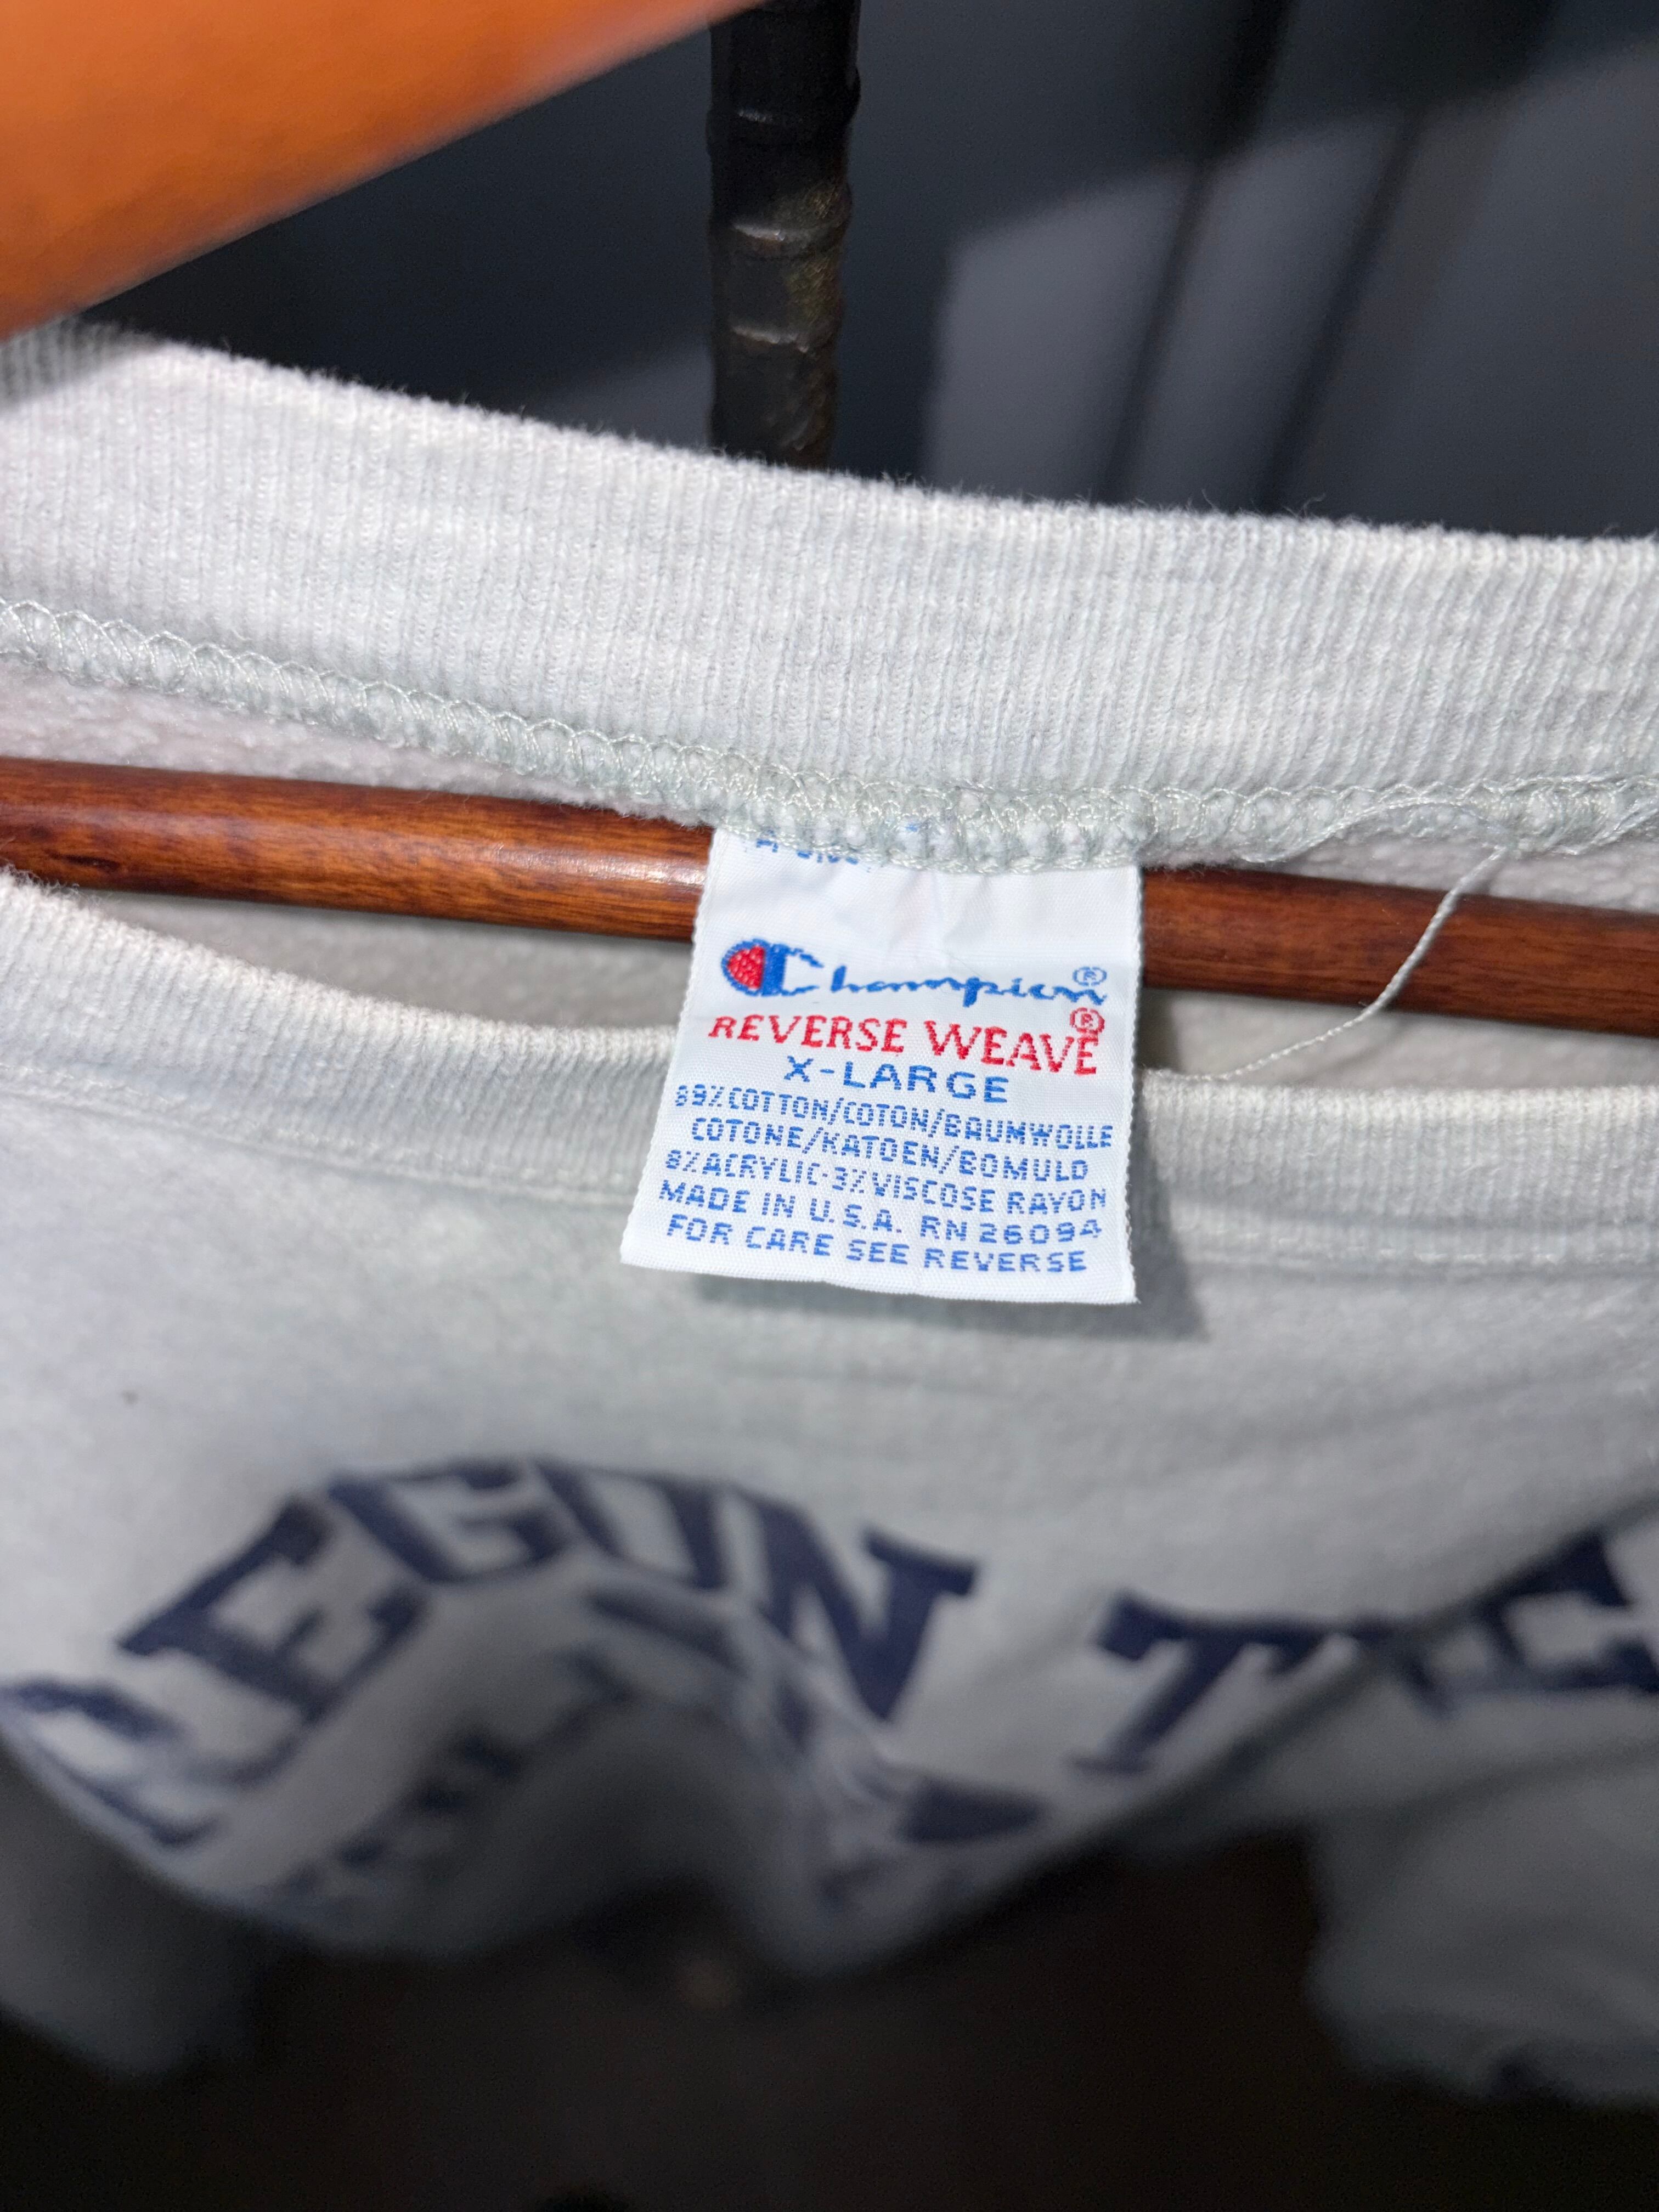 Champion®
REVERSE WEAVE®
X-LARGE
89% COTTON/COTON/BAUMWOLLE
COTONE/KATOEN/BOMULD
8% ACRYLIC·3% VISCOSE RAYON
MADE IN U.S.A. RN 26094
FOR CARE SEE REVERSE
EGON TE